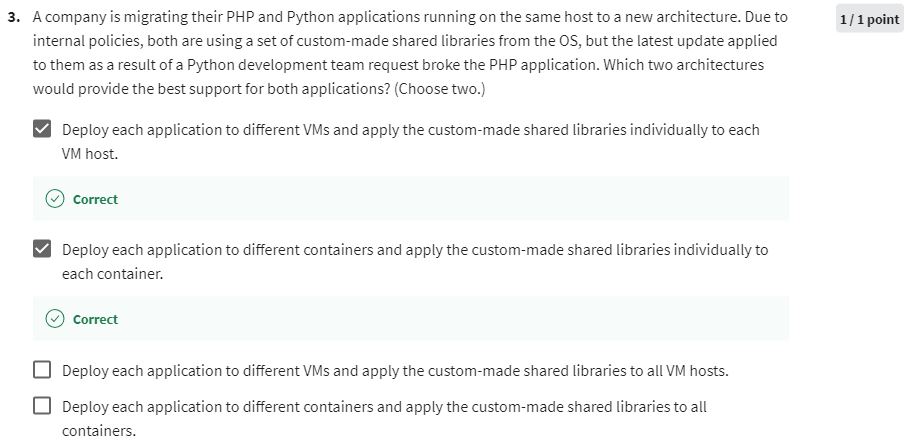 3. A company is migrating their PHP and Python applications running on the same host to a new architecture. Due to
1 / 1 point
internal policies, both are using a set of custom-made shared libraries from the OS, but the latest update applied
to them as a result of a Python development team request broke the PHP application. Which two architectures
would provide the best support for both applications? (Choose two.)
Deploy each application to different VMs and apply the custom-made shared libraries individually to each
VM host.
Correct
Deploy each application to different containers and apply the custom-made shared libraries individually to
each container.
Correct
Deploy each application to different VMs and apply the custom-made shared libraries to all VM hosts.
Deploy each application to different containers and apply the custom-made shared libraries to all
containers.